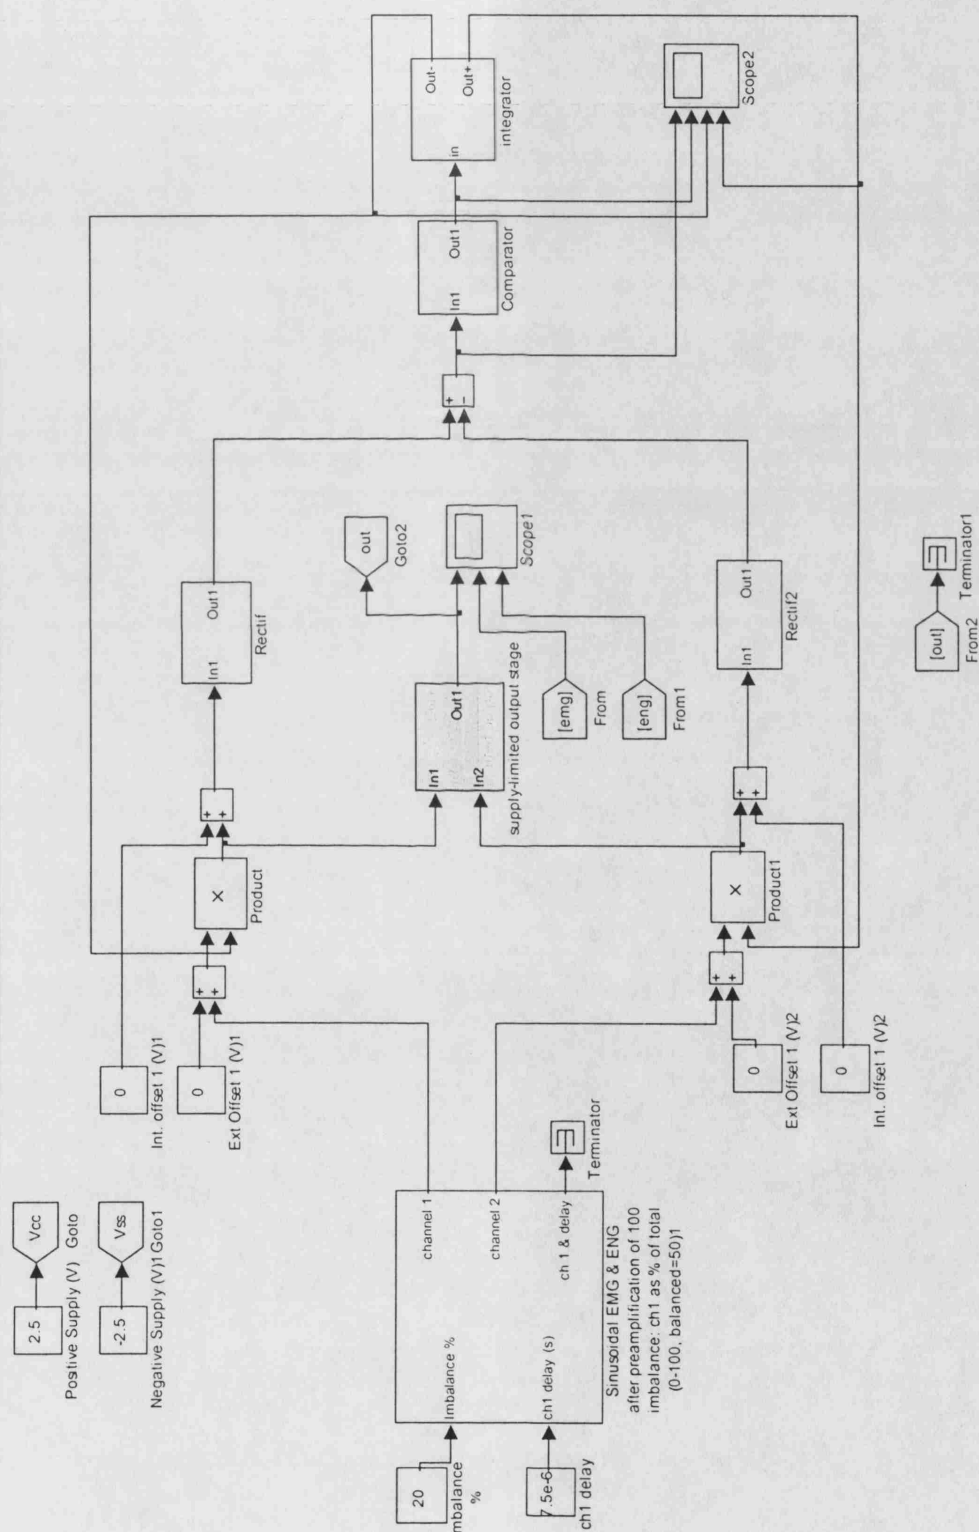 2.5
Vcc
Positive Supply (V)
Goto
-2.5
Vss
Negative Supply (V)1
Goto1
0
Int. offset 1 (V)1
0
Ext Offset 1 (V)1
+
+
×
Product
+
+
In1
Out1
Rectif
20
mbalance
%
7.5e-6
ch1 delay
Imbalance %
ch1 delay (s)
channel 1
channel 2
ch 1 & delay
Sinusoidal EMG & ENG
after preamplification of 100
imbalance: ch1 as % of total
(0-100, balanced=50)1
Terminator
In1
In2
Out1
supply-limited output stage
out
Goto2
Scope1
[emg]
From
[eng]
From1
+
−
In1
Out1
Comparator
in
Out-
Out+
integrator
Scope2
0
Ext Offset 1 (V)2
0
Int. offset 1 (V)2
+
+
×
Product1
+
+
In1
Out1
Rectif2
[out]
From2
Terminator1